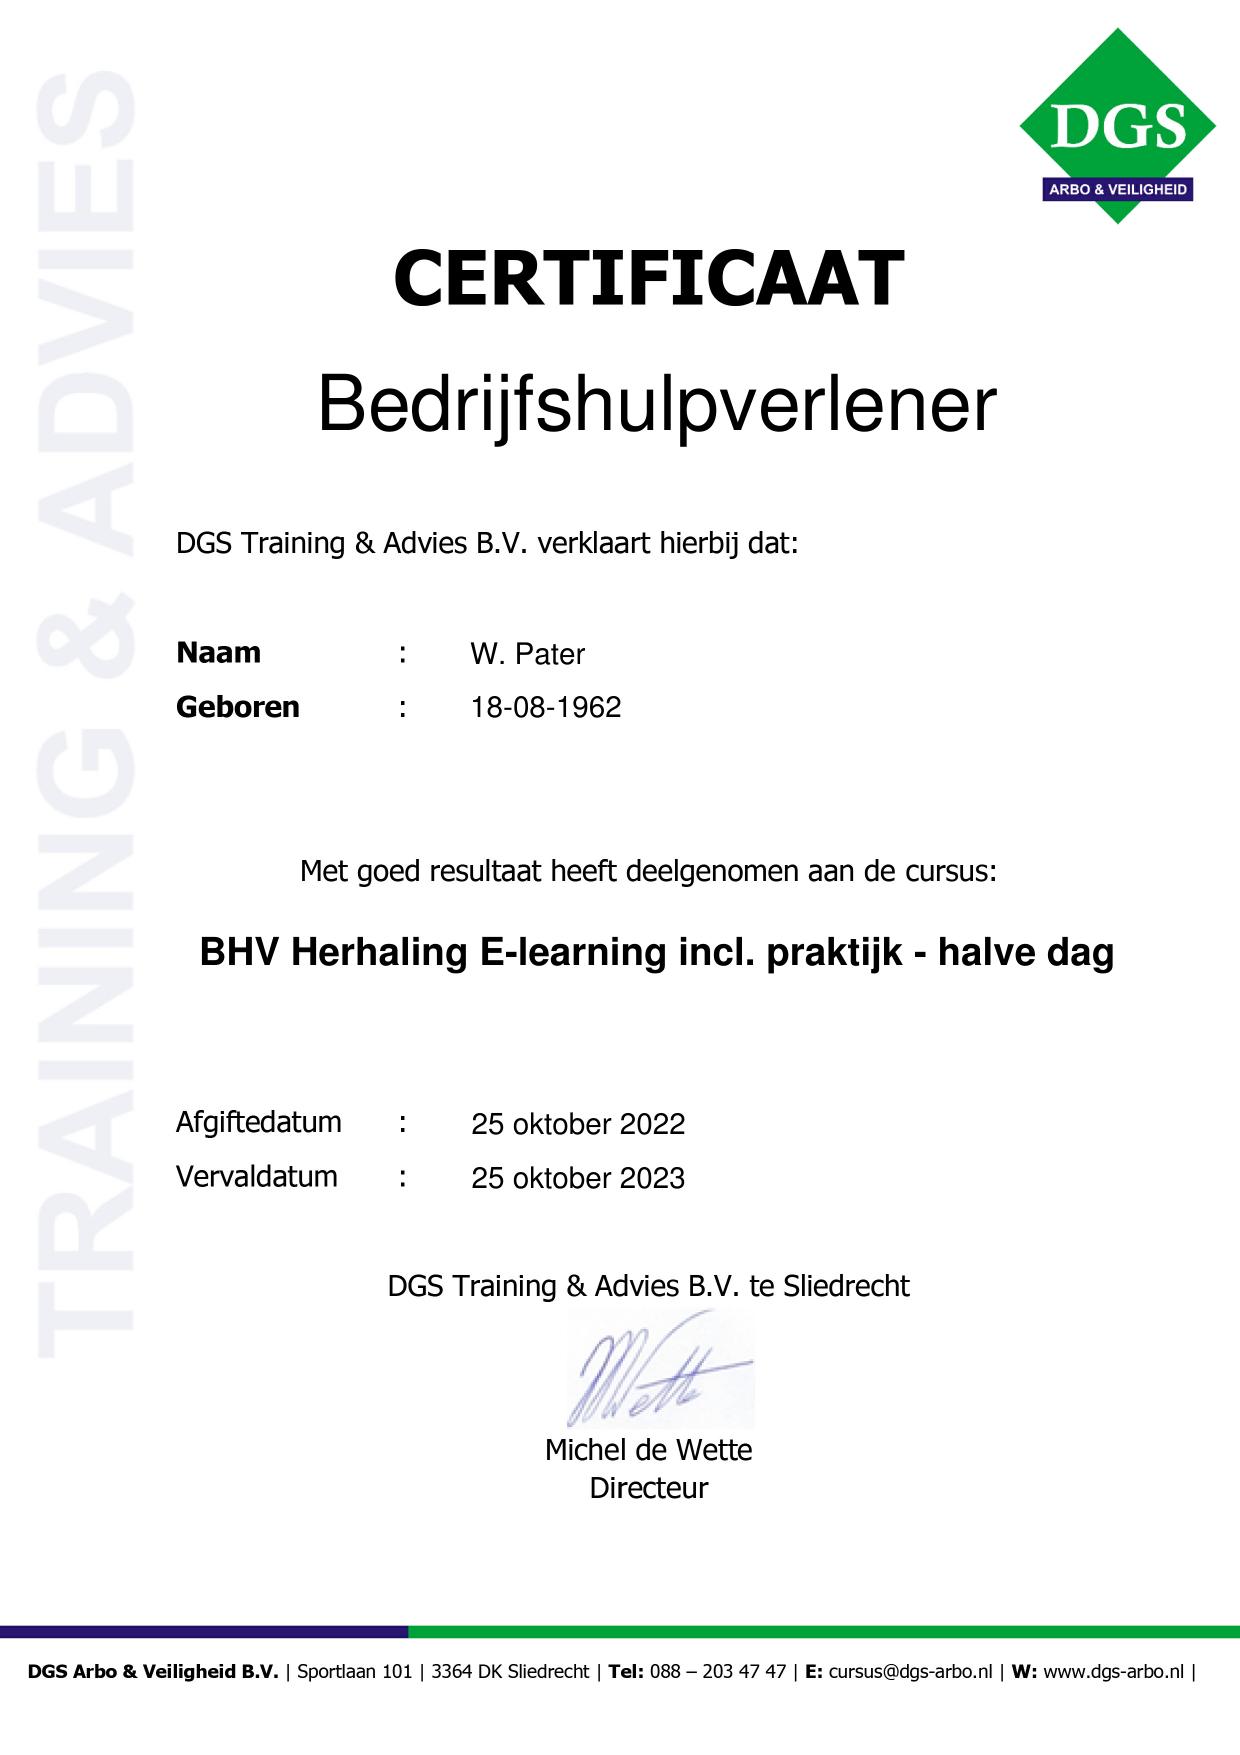 DGS
ARBO & VEILIGHEID
TRAINING & ADVIES
CERTIFICAAT
Bedrijfshulpverlener
DGS Training & Advies B.V. verklaart hierbij dat:
Naam : W. Pater
Geboren : 18-08-1962
Met goed resultaat heeft deelgenomen aan de cursus:
BHV Herhaling E-learning incl. praktijk - halve dag
Afgiftedatum : 25 oktober 2022
Vervaldatum : 25 oktober 2023
DGS Training & Advies B.V. te Sliedrecht
MWette
Michel de Wette
Directeur
DGS Arbo & Veiligheid B.V. | Sportlaan 101 | 3364 DK Sliedrecht | Tel: 088 – 203 47 47 | E: cursus@dgs-arbo.nl | W: www.dgs-arbo.nl |